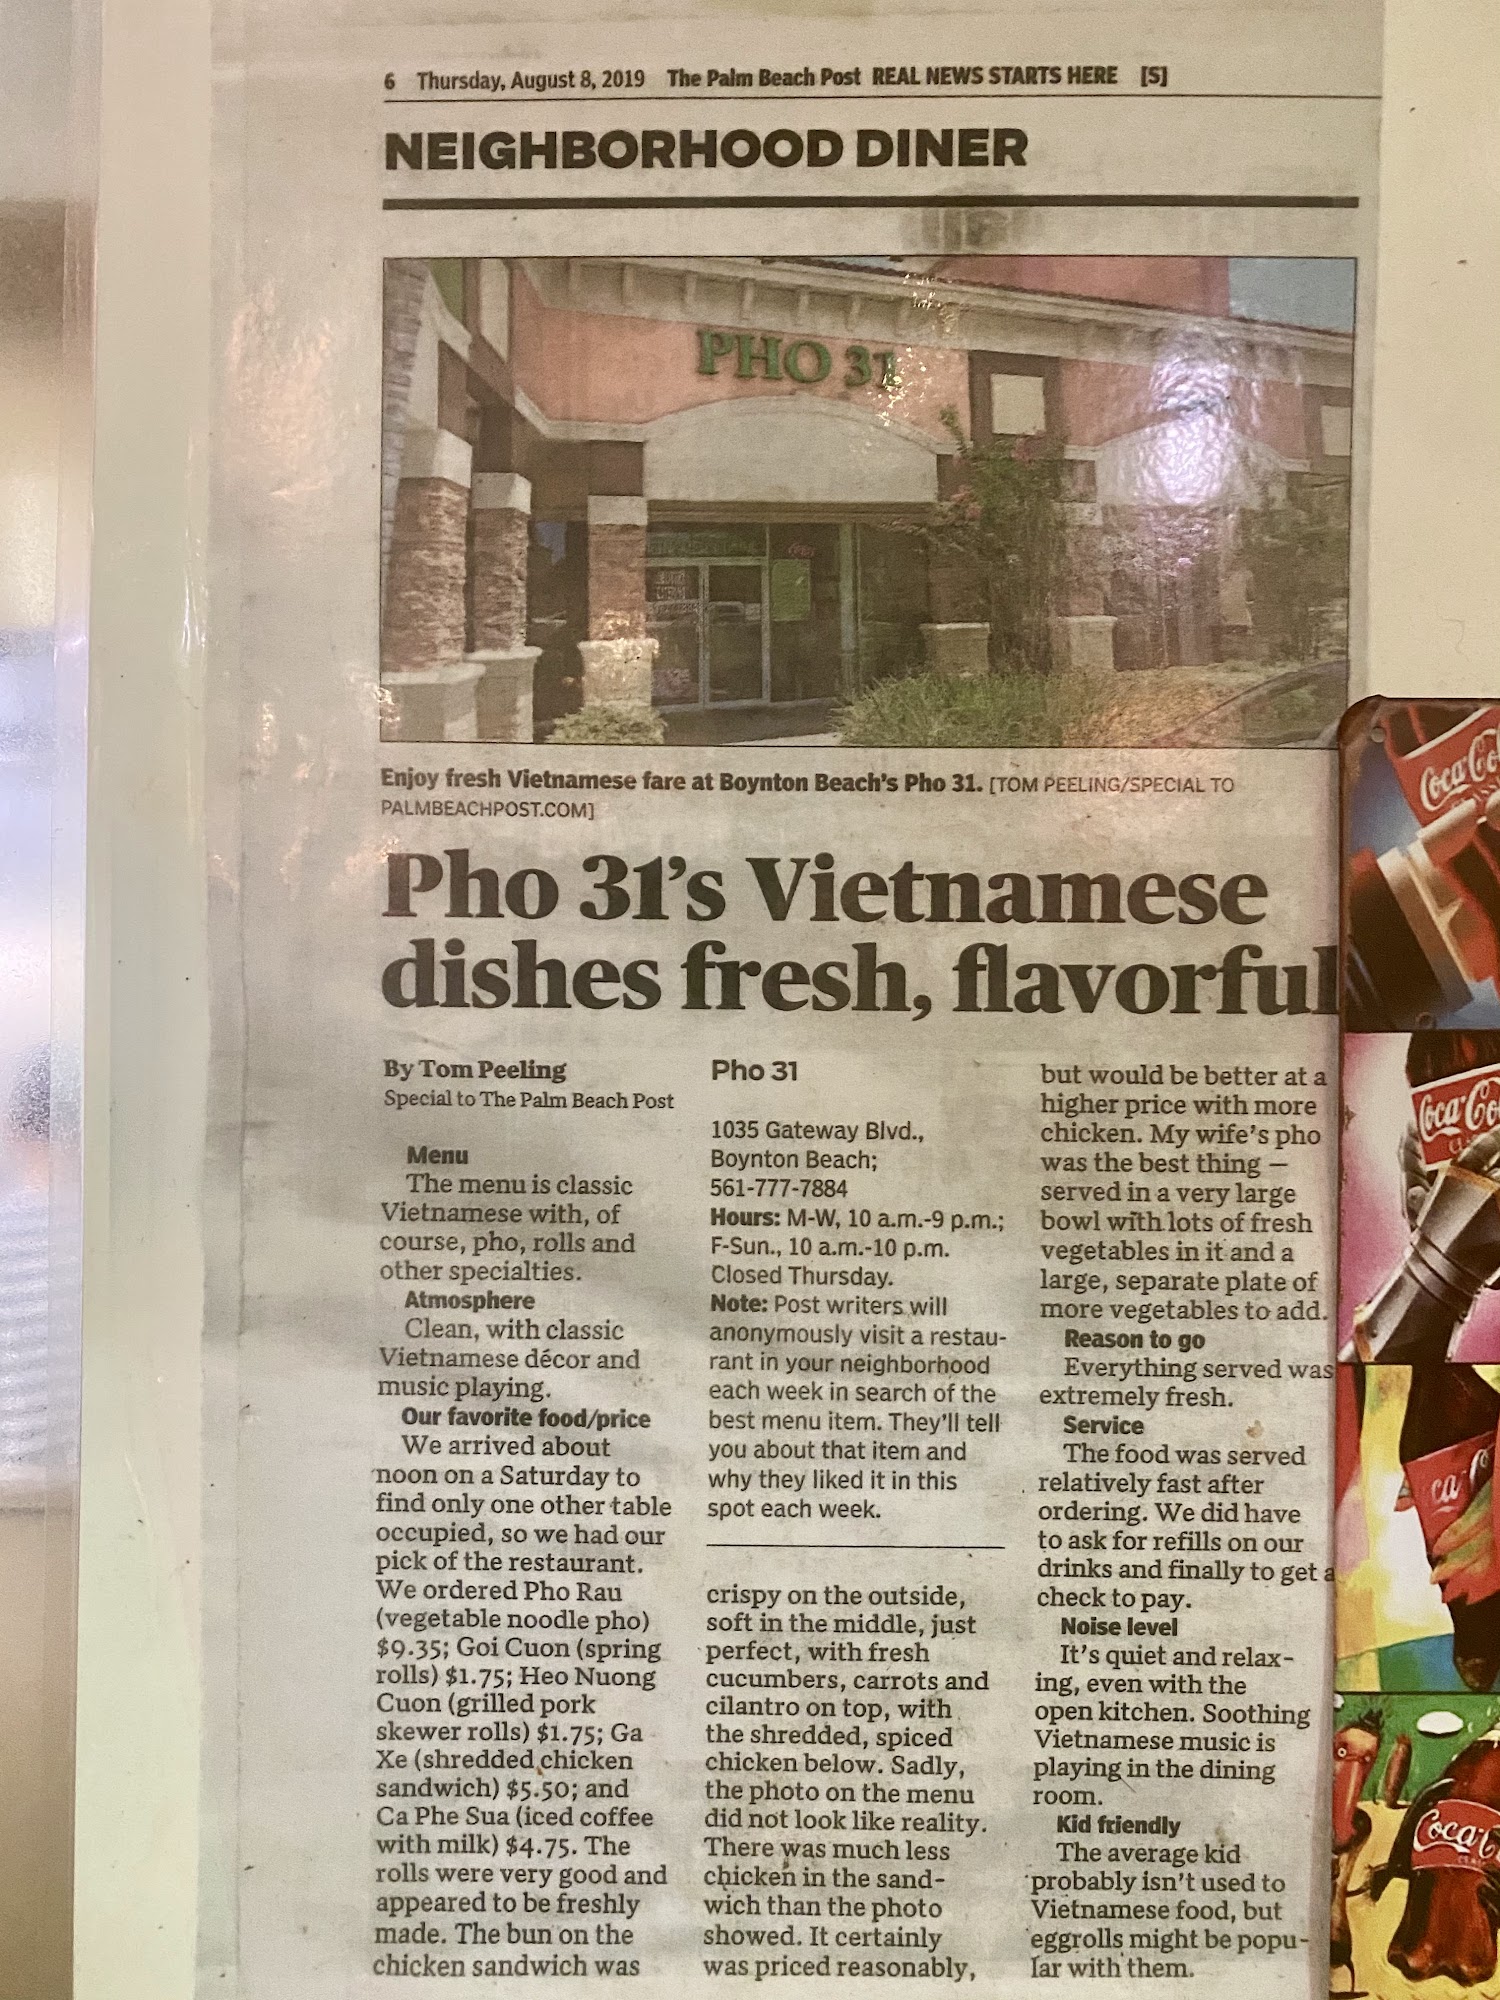 6 Thursday, August 8, 2019 The Palm Beach Post REAL NEWS STARTS HERE [S]
NEIGHBORHOOD DINER
PHO 31
Enjoy fresh Vietnamese fare at Boynton Beach's Pho 31. [TOM PEELING/SPECIAL TO
PALMBEACHPOST.COM]
Pho 31's Vietnamese
dishes fresh, flavorful
By Tom Peeling
Special to The Palm Beach Post
Menu
The menu is classic
Vietnamese with, of
course, pho, rolls and
other specialties.
Atmosphere
Clean, with classic
Vietnamese décor and
music playing.
Our favorite food/price
We arrived about
noon on a Saturday to
find only one other table
occupied, so we had our
pick of the restaurant.
We ordered Pho Rau
(vegetable noodle pho)
$9.35; Goi Cuon (spring
rolls) $1.75; Heo Nuong
Cuon (grilled pork
skewer rolls) $1.75; Ga
Xe (shredded chicken
sandwich) $5.50; and
Ca Phe Sua (iced coffee
with milk) $4.75. The
rolls were very good and
appeared to be freshly
made. The bun on the
chicken sandwich was
Pho 31
1035 Gateway Blvd.,
Boynton Beach;
561-777-7884
Hours: M-W, 10 a.m.-9 p.m.;
F-Sun., 10 a.m.-10 p.m.
Closed Thursday.
Note: Post writers will
anonymously visit a restau-
rant in your neighborhood
each week in search of the
best menu item. They'll tell
you about that item and
why they liked it in this
spot each week.
crispy on the outside,
soft in the middle, just
perfect, with fresh
cucumbers, carrots and
cilantro on top, with
the shredded, spiced
chicken below. Sadly,
the photo on the menu
did not look like reality.
There was much less
chicken in the sand-
wich than the photo
showed. It certainly
was priced reasonably,
but would be better at a
higher price with more
chicken. My wife's pho
was the best thing —
served in a very large
bowl with lots of fresh
vegetables in it and a
large, separate plate of
more vegetables to add.
Reason to go
Everything served was
extremely fresh.
Service
The food was served
relatively fast after
ordering. We did have
to ask for refills on our
drinks and finally to get a
check to pay.
Noise level
It's quiet and relax-
ing, even with the
open kitchen. Soothing
Vietnamese music is
playing in the dining
room.
Kid friendly
The average kid
probably isn't used to
Vietnamese food, but
eggrolls might be popu-
lar with them.
Coca-Co
Coca-Co
ca
Coca